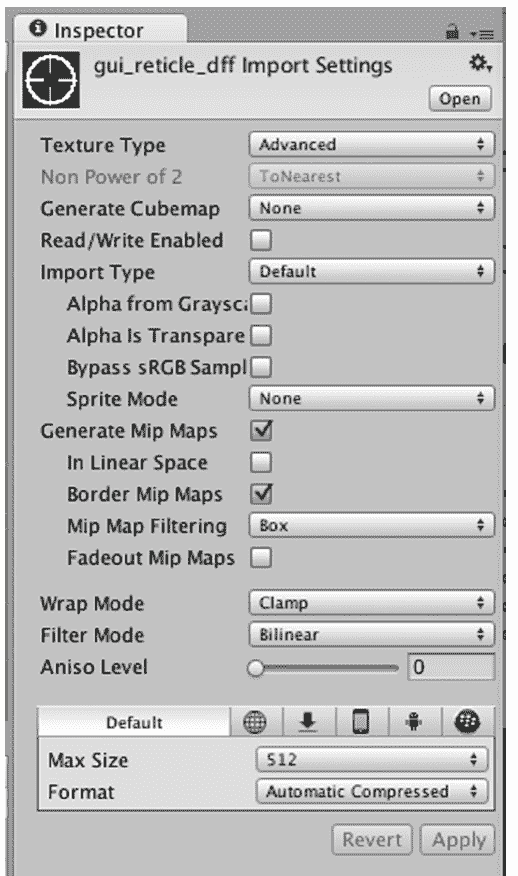 Inspector
gui_reticle_dff Import Settings
Open
Texture Type Advanced
Non Power of 2 ToNearest
Generate Cubemap None
Read/Write Enabled
Import Type Default
Alpha from Graysca
Alpha Is Transpare
Bypass sRGB Sampl
Sprite Mode None
Generate Mip Maps
In Linear Space
Border Mip Maps
Mip Map Filtering Box
Fadeout Mip Maps
Wrap Mode Clamp
Filter Mode Bilinear
Aniso Level 0
Default
Max Size 512
Format Automatic Compressed
Revert Apply